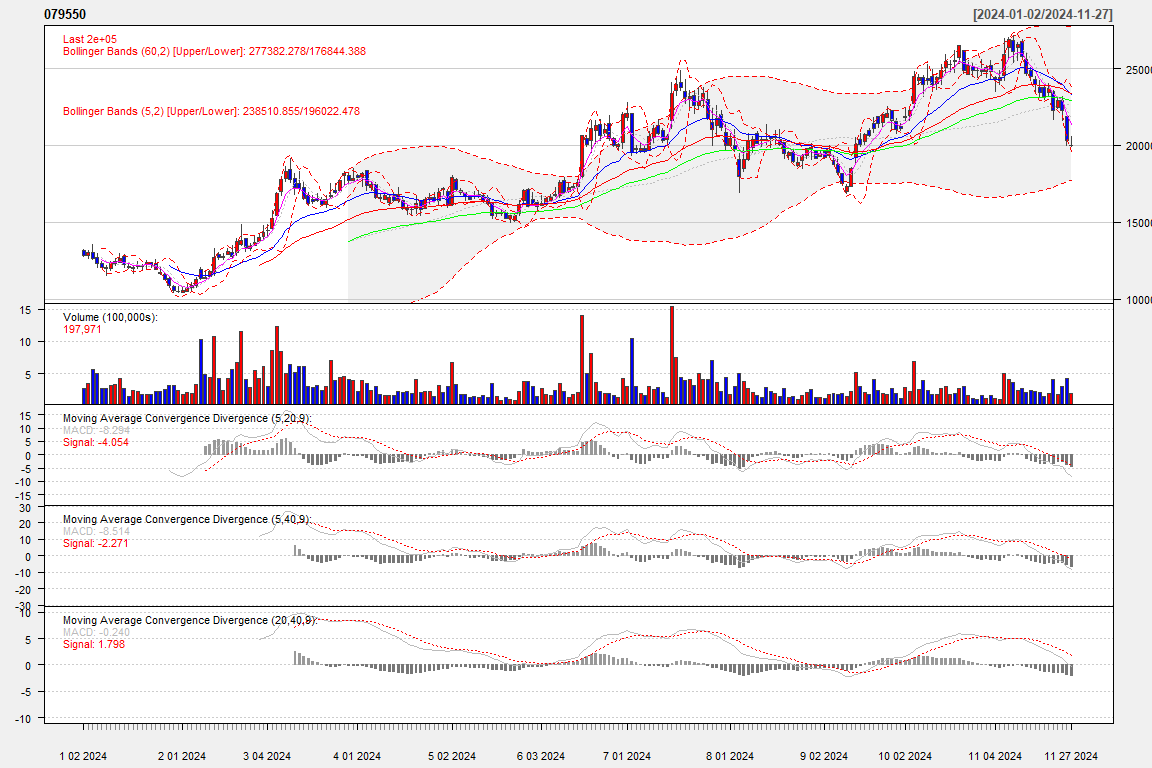 079550 [2024-01-02/2024-11-27]
Last 2e+05
Bollinger Bands (60,2) [Upper/Lower]: 277382.278/176844.388
Bollinger Bands (5,2) [Upper/Lower]: 238510.855/196022.478
25000
20000
15000
10000
Volume (100,000s):
197,971
15
10
5
Moving Average Convergence Divergence (5,20,9):
MACD: -8.294
Signal: -4.054
15
10
5
0
-5
-10
-15
Moving Average Convergence Divergence (5,40,9):
MACD: -8.514
Signal: -2.271
30
20
10
0
-10
-20
-30
Moving Average Convergence Divergence (20,40,9):
MACD: -0.240
Signal: 1.798
10
5
0
-5
-10
1 02 2024 2 01 2024 3 04 2024 4 01 2024 5 02 2024 6 03 2024 7 01 2024 8 01 2024 9 02 2024 10 02 2024 11 04 2024 11 27 2024